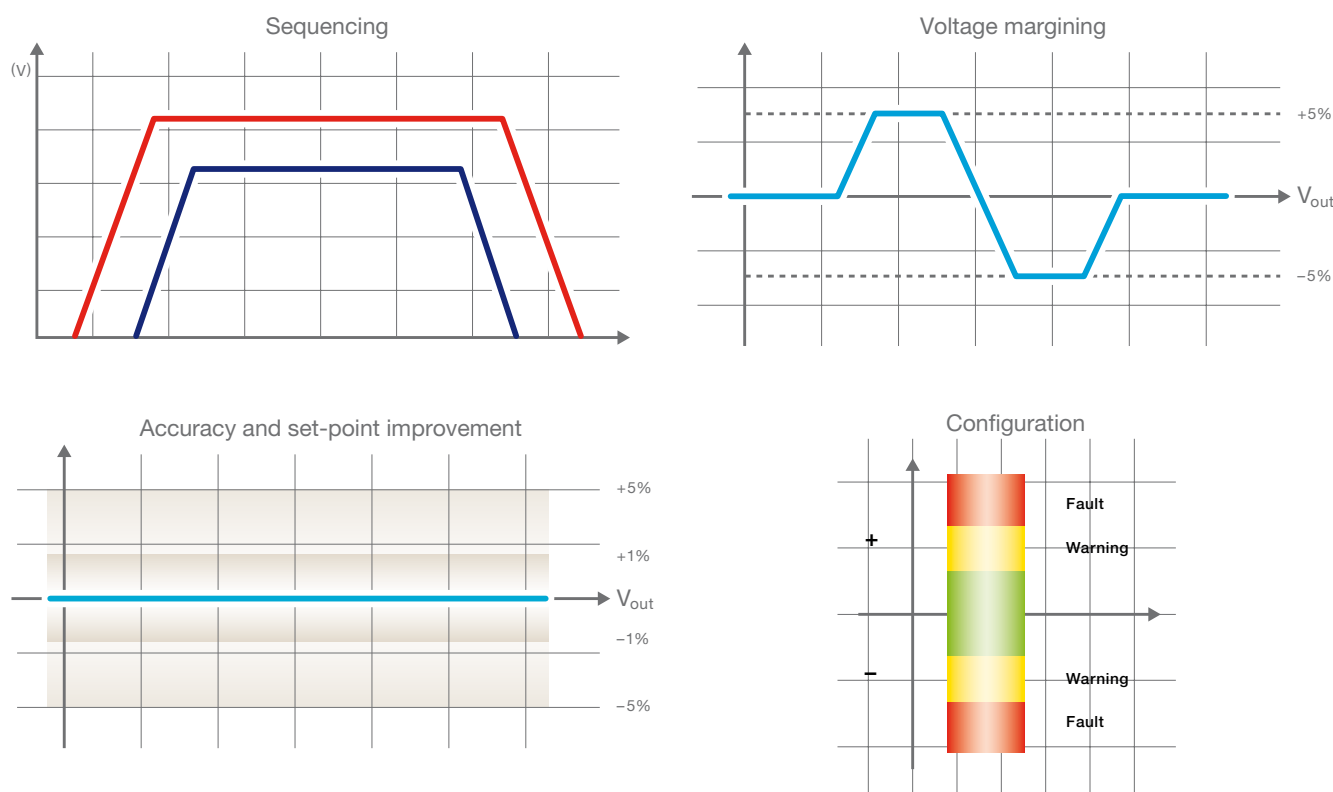 Sequencing
(V)
Voltage margining
+5%
Vout
−5%
Accuracy and set-point improvement
+5%
+1%
Vout
−1%
−5%
Configuration
Fault
+
Warning
−
Warning
Fault